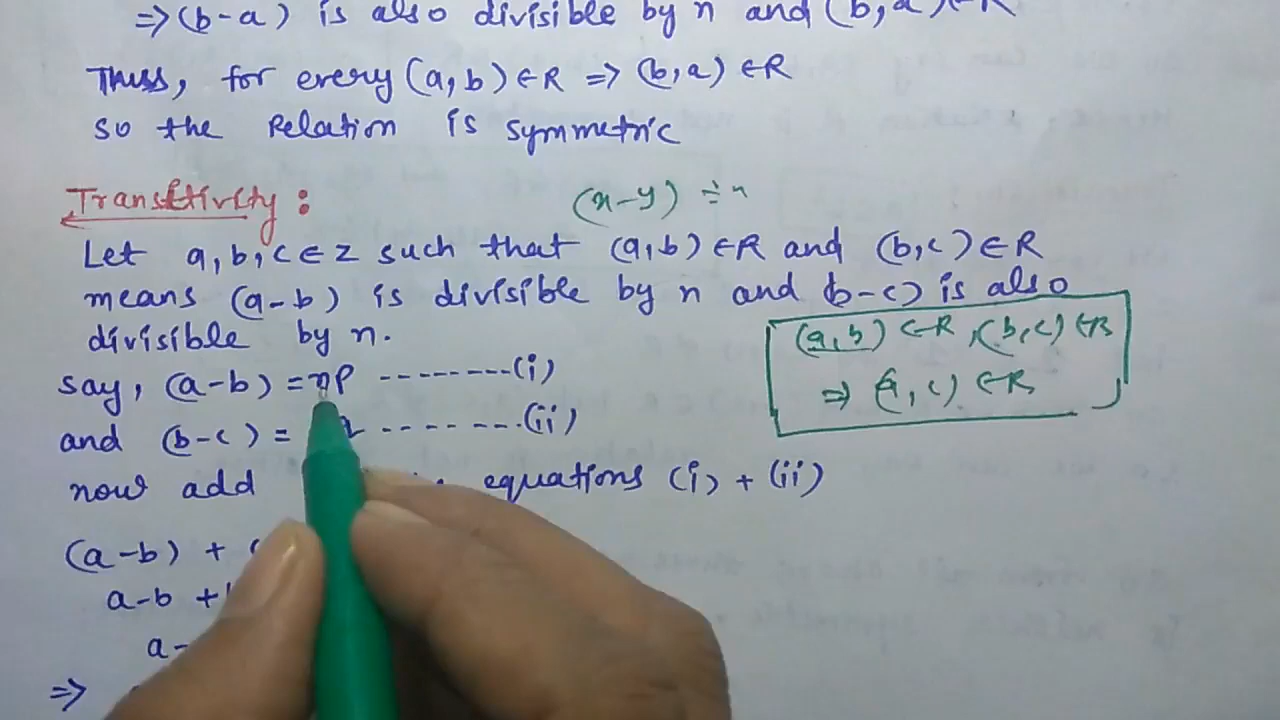 ⇒(b-a) is also divisible by n and (b,a)∈R
Thus, for every (a,b)∈R ⇒ (b,a)∈R
so the Relation is symmetric
Transitivity:
(x-y) ÷ n
Let a,b,c∈z such that (a,b)∈R and (b,c)∈R
means (a-b) is divisible by n and (b-c) is also
divisible by n.
(a,b)∈R, (b,c)∈R
⇒ (a,c)∈R
say, (a-b) = np --------(i)
and (b-c) = -------(ii)
now add equations (i) + (ii)
(a-b) + (
a-b +
a-
⇒